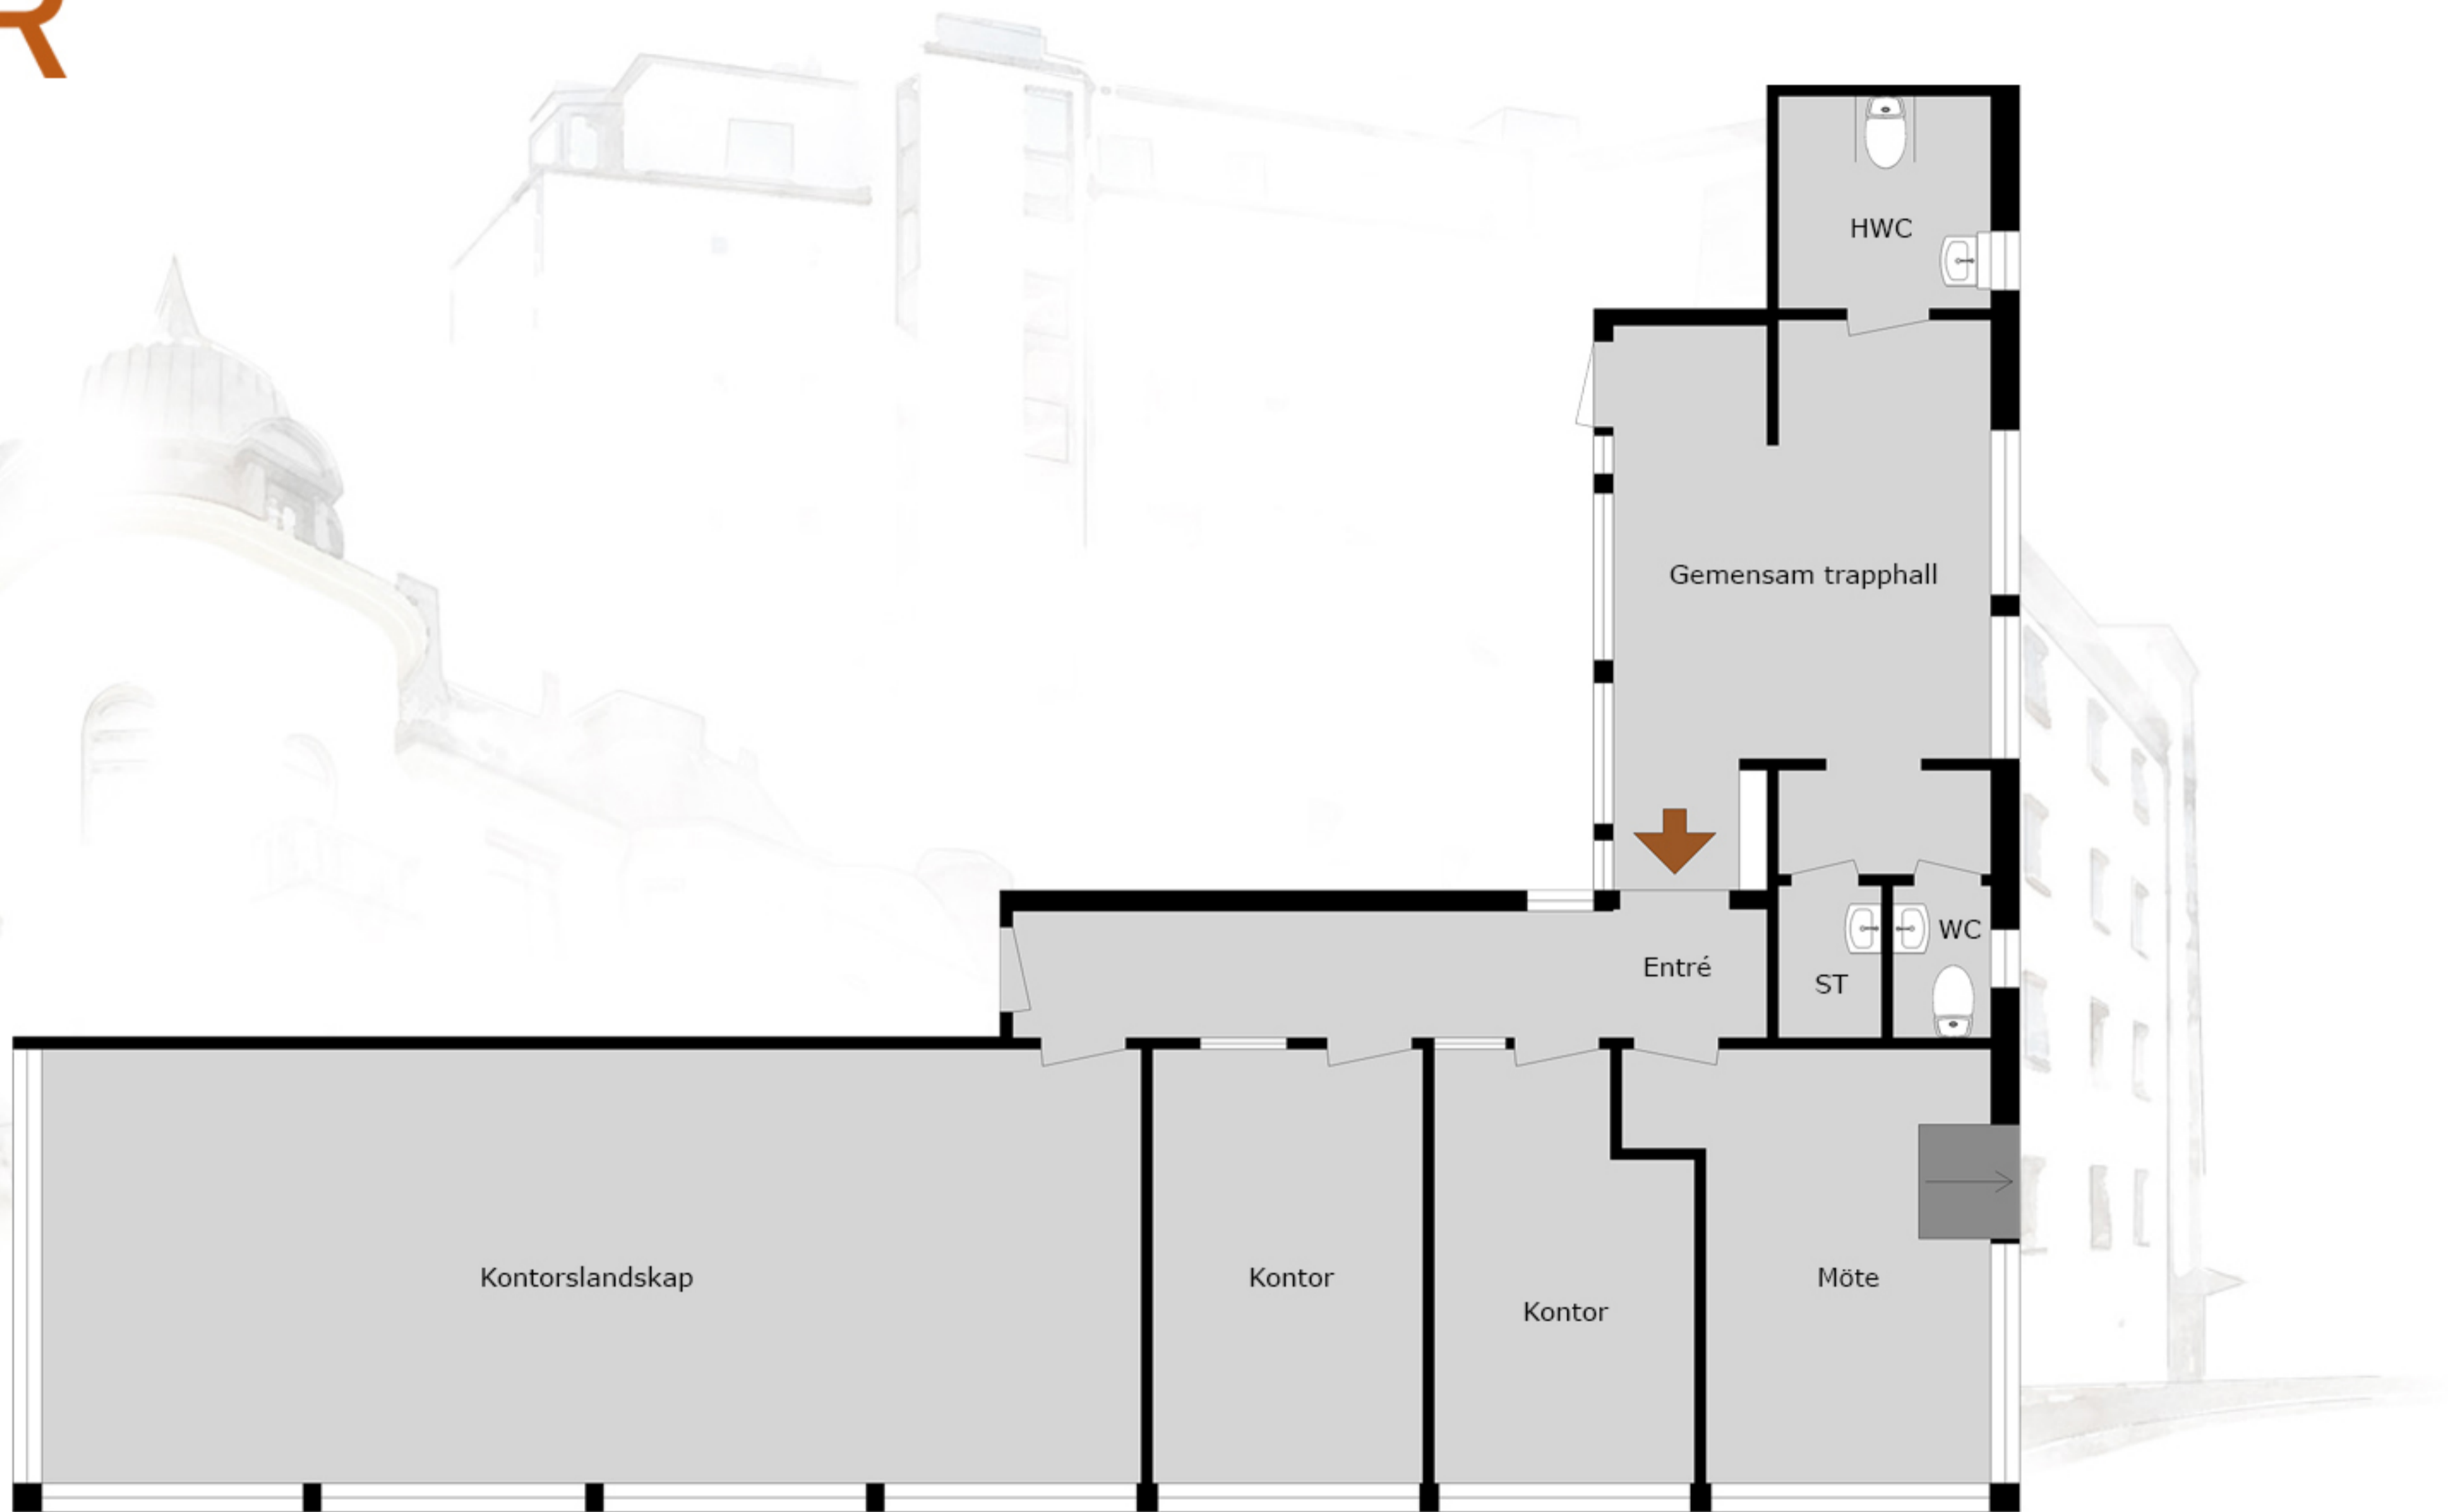 R
HWC
Gemensam trapphall
WC
Entré
ST
Kontorslandskap
Kontor
Kontor
Möte